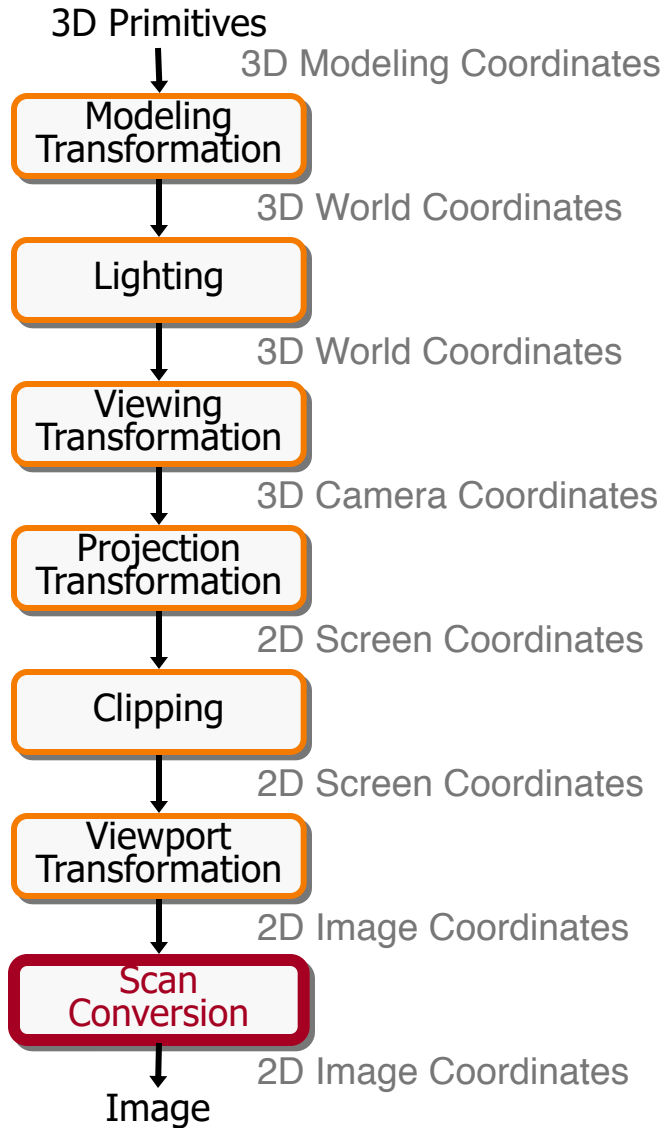 3D Primitives
3D Modeling Coordinates
Modeling
Transformation
3D World Coordinates
Lighting
3D World Coordinates
Viewing
Transformation
3D Camera Coordinates
Projection
Transformation
2D Screen Coordinates
Clipping
2D Screen Coordinates
Viewport
Transformation
2D Image Coordinates
Scan
Conversion
2D Image Coordinates
Image